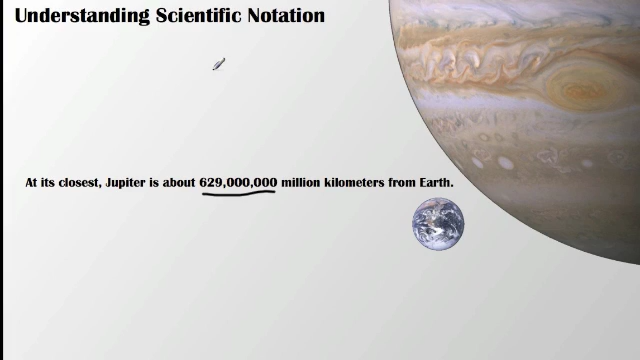 Understanding Scientific Notation
At its closest, Jupiter is about 629,000,000 million kilometers from Earth.